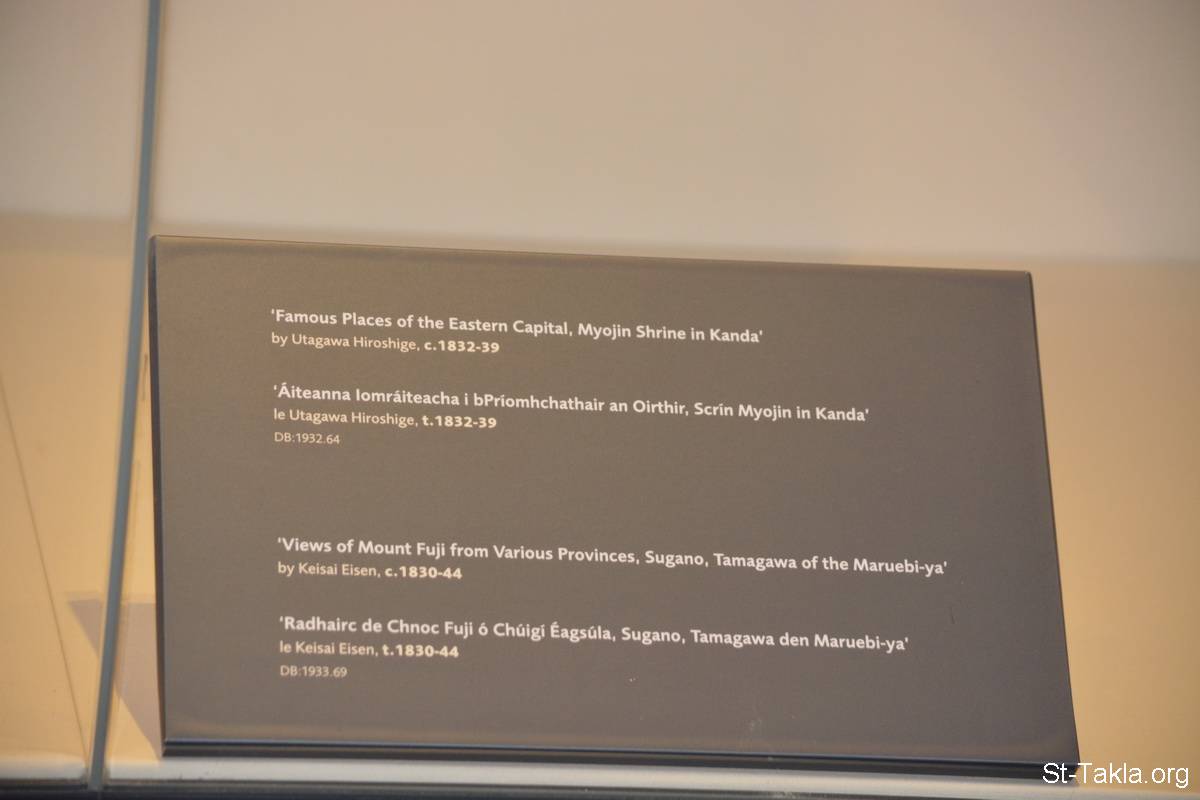 'Famous Places of the Eastern Capital, Myojin Shrine in Kanda'
by Utagawa Hiroshige, c.1832-39
'Áiteanna Iomráiteacha i bPríomhchathair an Oirthir, Scrín Myojin in Kanda'
le Utagawa Hiroshige, t.1832-39
DB:1932.64
'Views of Mount Fuji from Various Provinces, Sugano, Tamagawa of the Maruebi-ya'
by Keisai Eisen, c.1830-44
'Radhairc de Chnoc Fuji ó Chúigí Éagsúla, Sugano, Tamagawa den Maruebi-ya'
le Keisai Eisen, t.1830-44
DB:1933.69
St-Takla.org